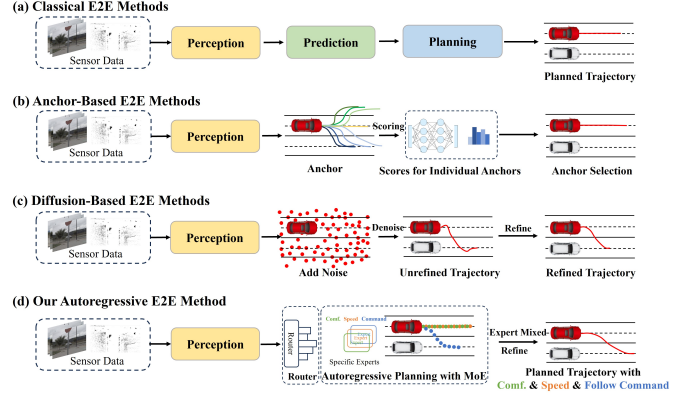 (a) Classical E2E Methods
Sensor Data
Perception
Prediction
Planning
Planned Trajectory
(b) Anchor-Based E2E Methods
Sensor Data
Perception
Anchor
Scoring
Scores for Individual Anchors
Anchor Selection
(c) Diffusion-Based E2E Methods
Sensor Data
Perception
Add Noise
Denoise
Unrefined Trajectory
Refine
Refined Trajectory
(d) Our Autoregressive E2E Method
Sensor Data
Perception
Router
Router
Comf. Speed Command
Expert
Specific Experts
Autoregressive Planning with MoE
Expert Mixed
Refine
Planned Trajectory with
Comf. & Speed & Follow Command